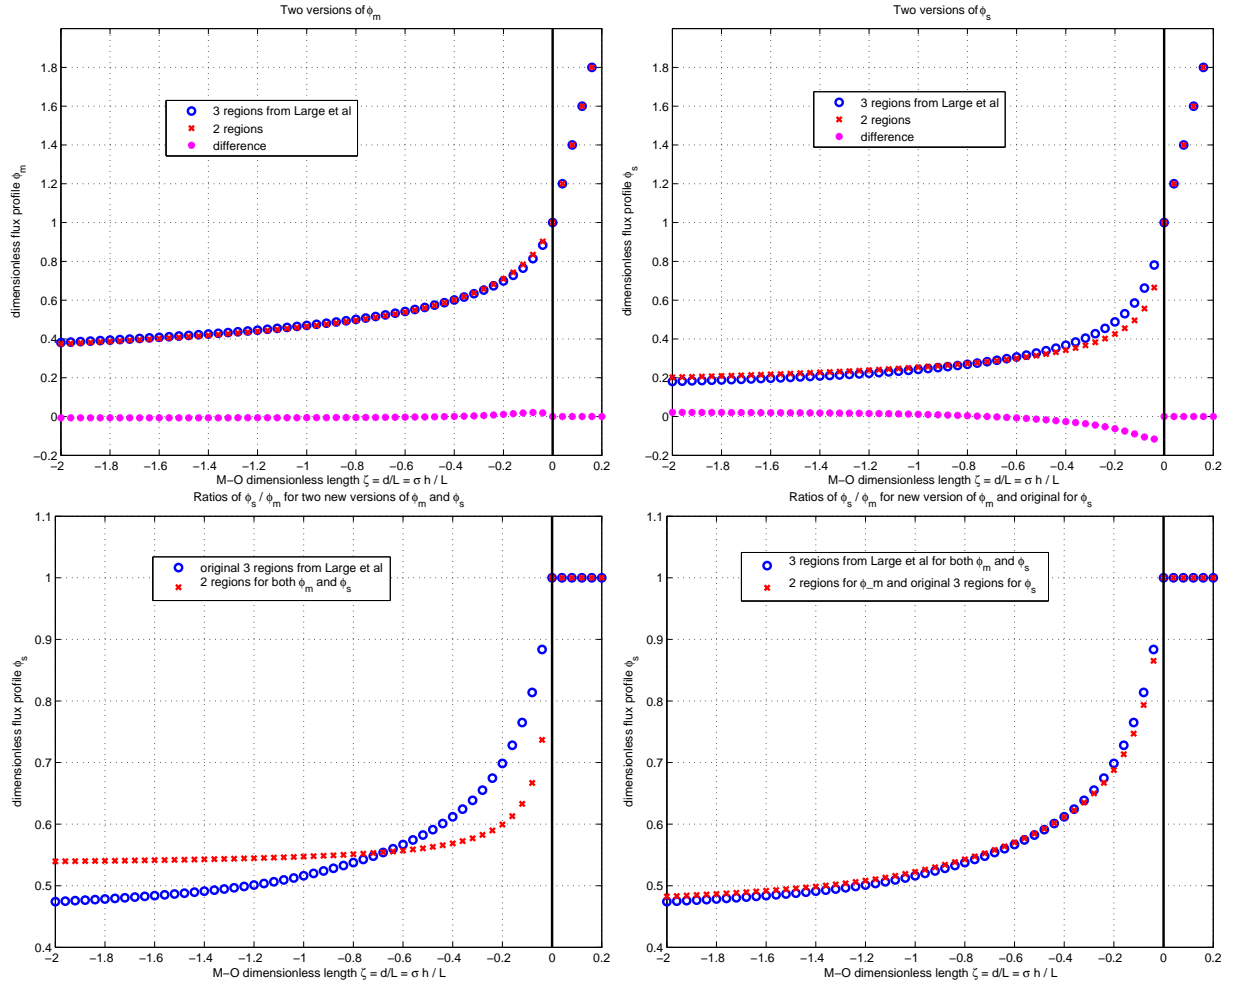 Two versions of ϕm
1.8
1.6
1.4
1.2
1
0.8
0.6
0.4
0.2
0
−0.2
dimensionless flux profile ϕm
3 regions from Large et al
2 regions
difference
−2 −1.8 −1.6 −1.4 −1.2 −1 −0.8 −0.6 −0.4 −0.2 0 0.2
M−O dimensionless length ζ = d/L = σ h / L
Two versions of ϕs
1.8
1.6
1.4
1.2
1
0.8
0.6
0.4
0.2
0
−0.2
dimensionless flux profile ϕs
3 regions from Large et al
2 regions
difference
−2 −1.8 −1.6 −1.4 −1.2 −1 −0.8 −0.6 −0.4 −0.2 0 0.2
M−O dimensionless length ζ = d/L = σ h / L
Ratios of ϕs / ϕm for two new versions of ϕm and ϕs
1.1
1
0.9
0.8
0.7
0.6
0.5
0.4
dimensionless flux profile ϕs
original 3 regions from Large et al
2 regions for both ϕm and ϕs
−2 −1.8 −1.6 −1.4 −1.2 −1 −0.8 −0.6 −0.4 −0.2 0 0.2
M−O dimensionless length ζ = d/L = σ h / L
Ratios of ϕs / ϕm for new version of ϕm and original for ϕs
1.1
1
0.9
0.8
0.7
0.6
0.5
0.4
dimensionless flux profile ϕs
3 regions from Large et al for both ϕm and ϕs
2 regions for ϕ_m and original 3 regions for ϕs
−2 −1.8 −1.6 −1.4 −1.2 −1 −0.8 −0.6 −0.4 −0.2 0 0.2
M−O dimensionless length ζ = d/L = σ h / L